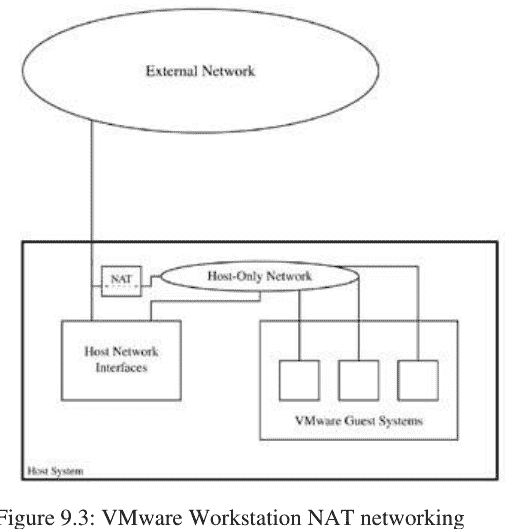 External Network
NAT
Host-Only Network
Host Network
Interfaces
VMware Guest Systems
Host System
Figure 9.3: VMware Workstation NAT networking